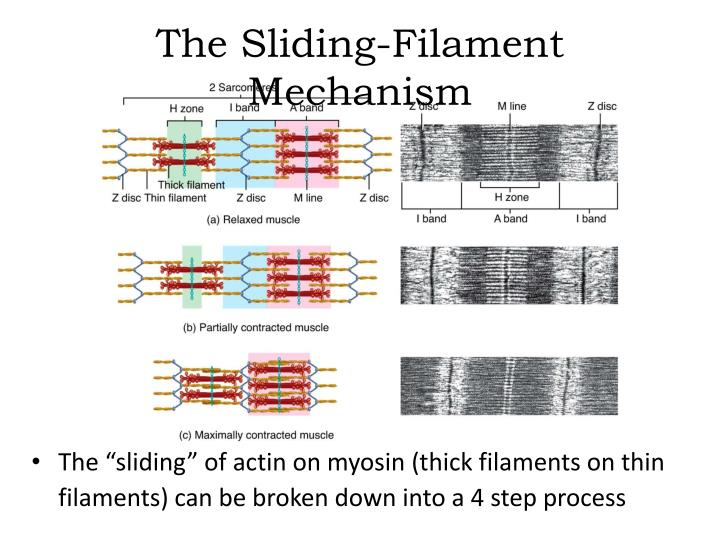 The Sliding-Filament
Mechanism
2 Sarcomeres
H zone I band A band
Z disc M line Z disc
Thick filament
Z disc Thin filament Z disc M line Z disc
H zone
I band A band I band
(a) Relaxed muscle
(b) Partially contracted muscle
(c) Maximally contracted muscle
• The “sliding” of actin on myosin (thick filaments on thin
filaments) can be broken down into a 4 step process